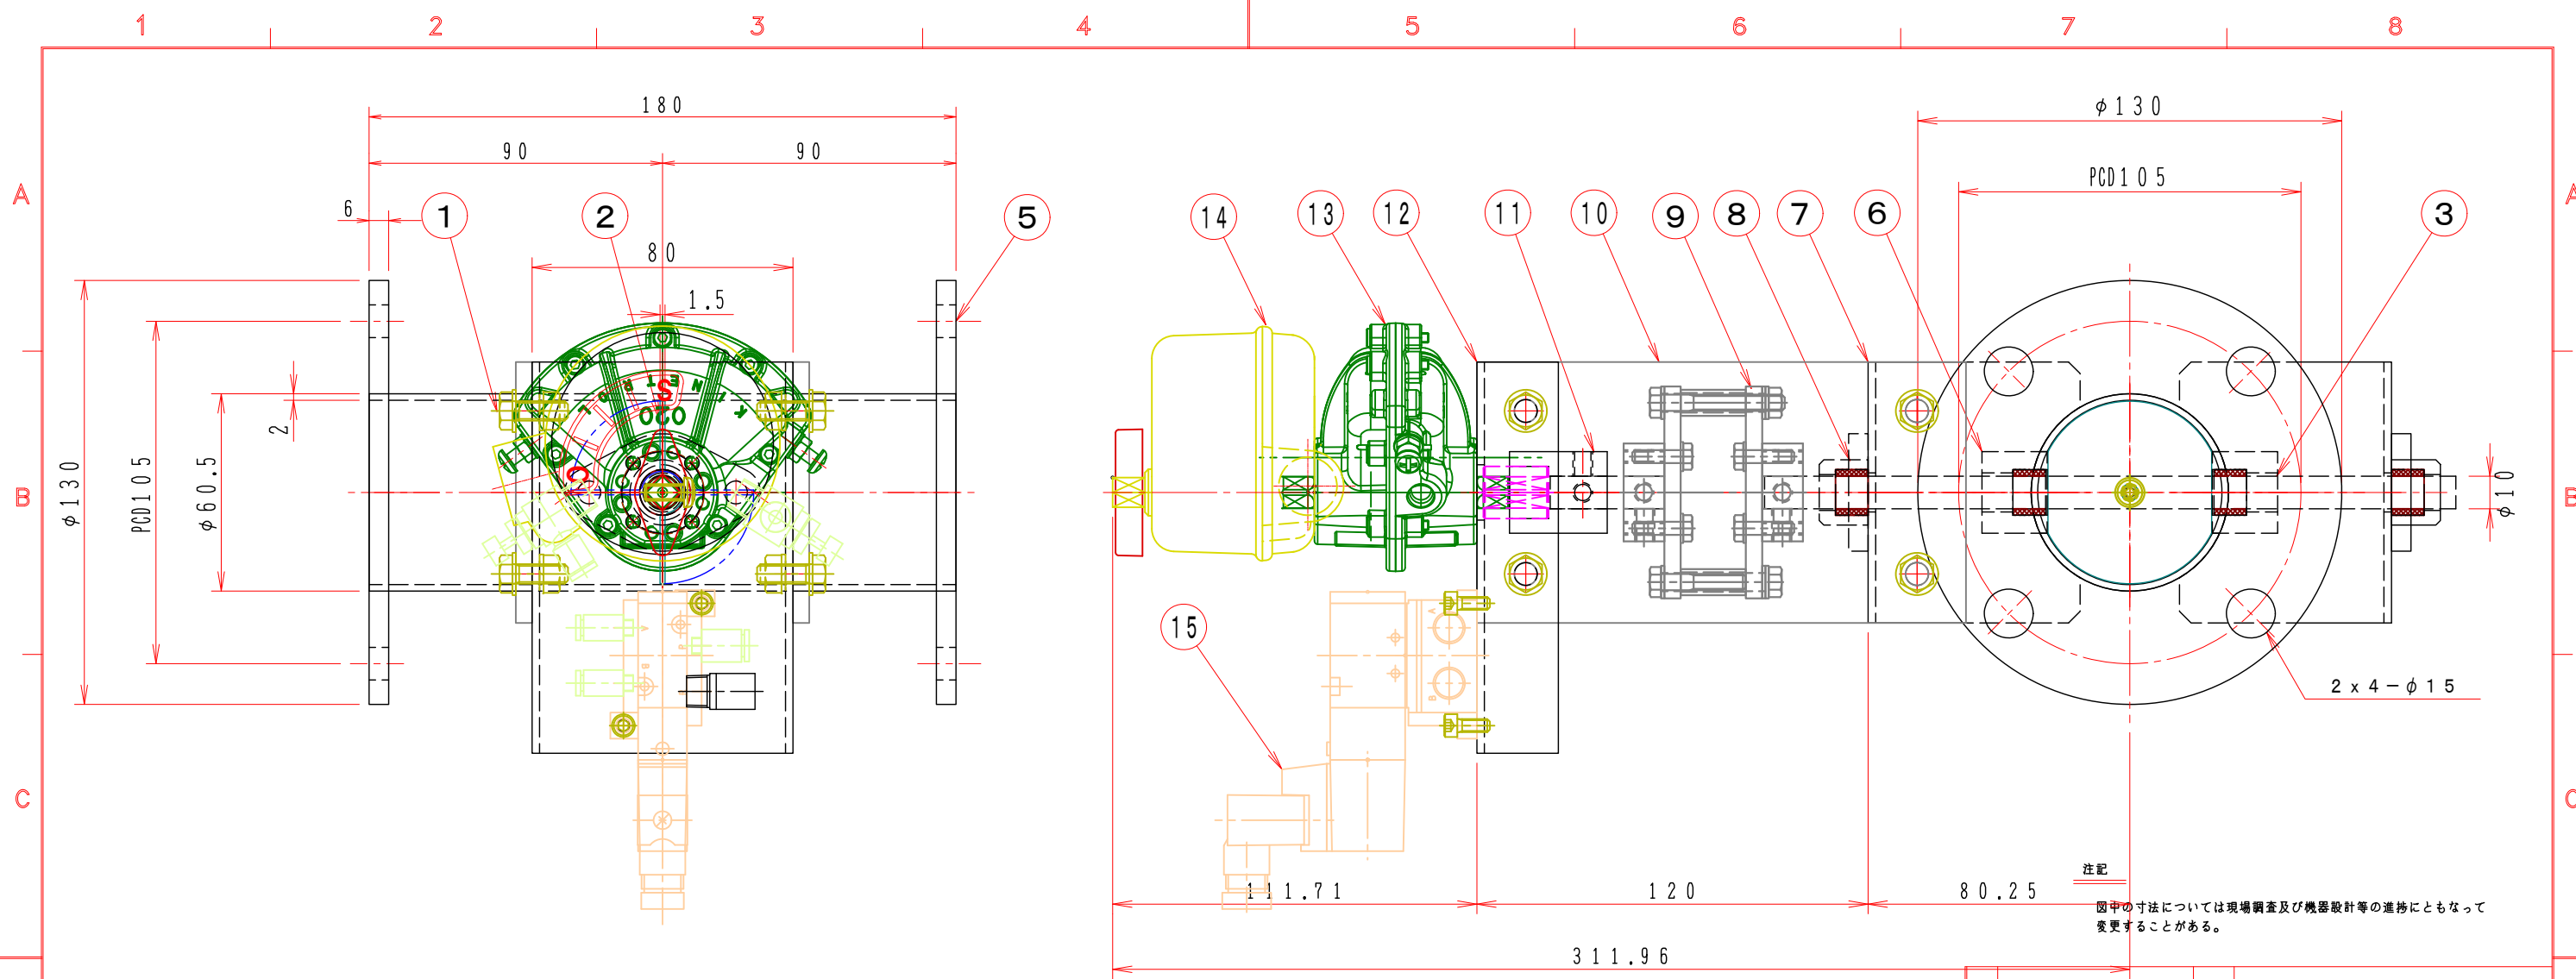 1 2 3 4 5 6 7 8
A
B
C
A
180
90 90
6
80
1.5
2
φ130
PCD105
φ60.5
1 2 5
S
C
020
14 13 12 11 10 9 8 7 6 3
15
φ130
PCD105
φ10
2x4-φ15
A
B
111.71 120 80.25
311.96
注記
図中の寸法については現場調査及び機器設計等の進捗にともなって
変更することがある。